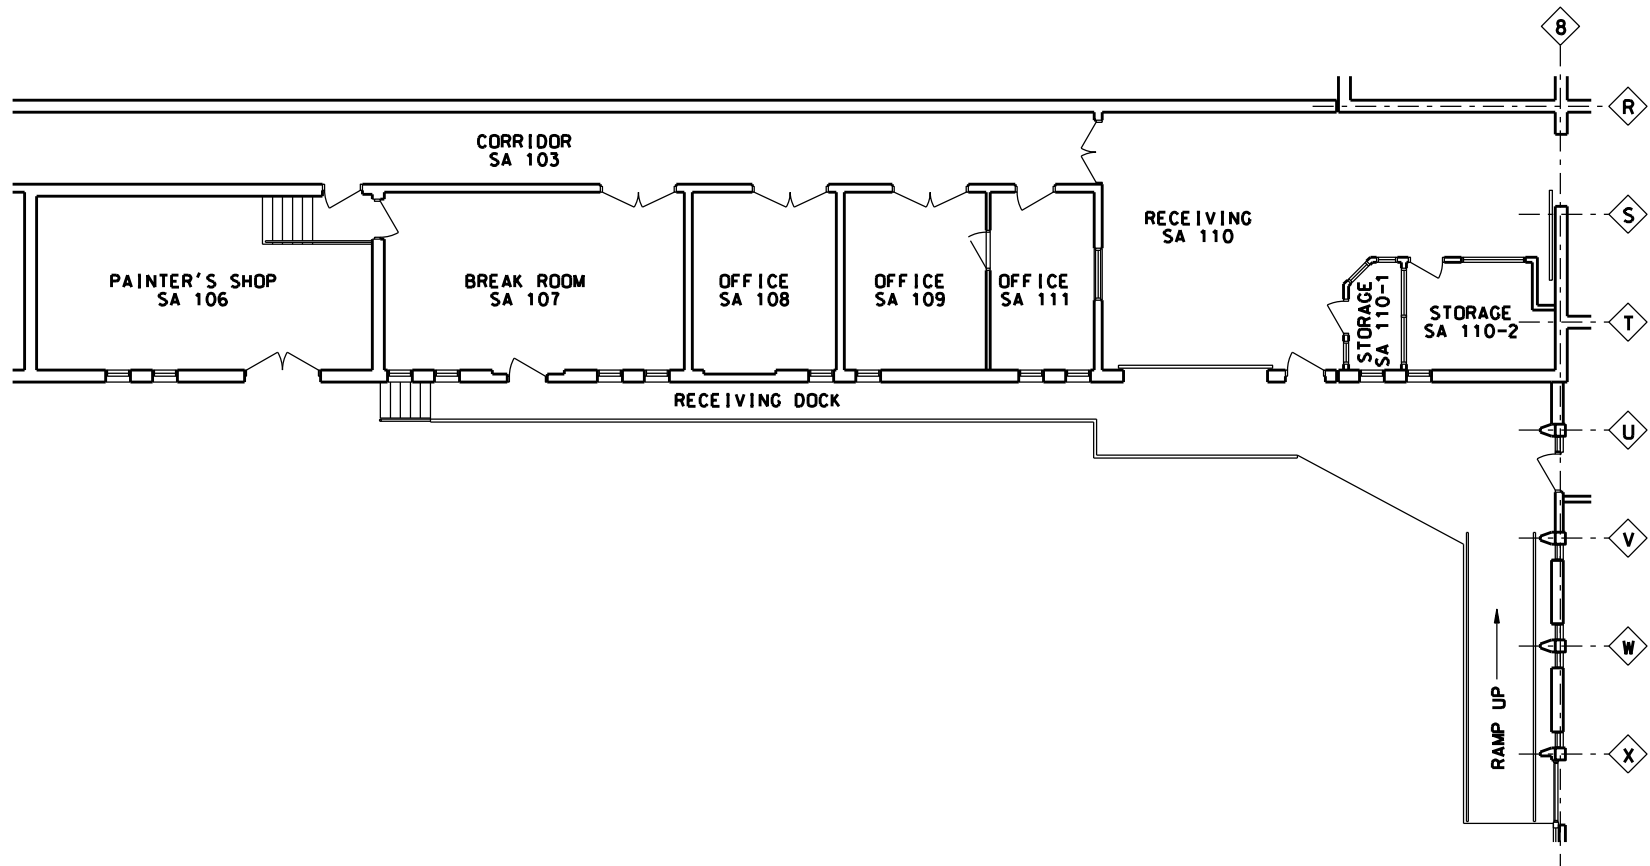 8
R
CORRIDOR
SA 103
RECEIVING
SA 110
S
PAINTER'S SHOP
SA 106
BREAK ROOM
SA 107
OFFICE
SA 108
OFFICE
SA 109
OFFICE
SA 111
STORAGE
SA 110-1
STORAGE
SA 110-2
T
RECEIVING DOCK
U
V
W
RAMP UP
X